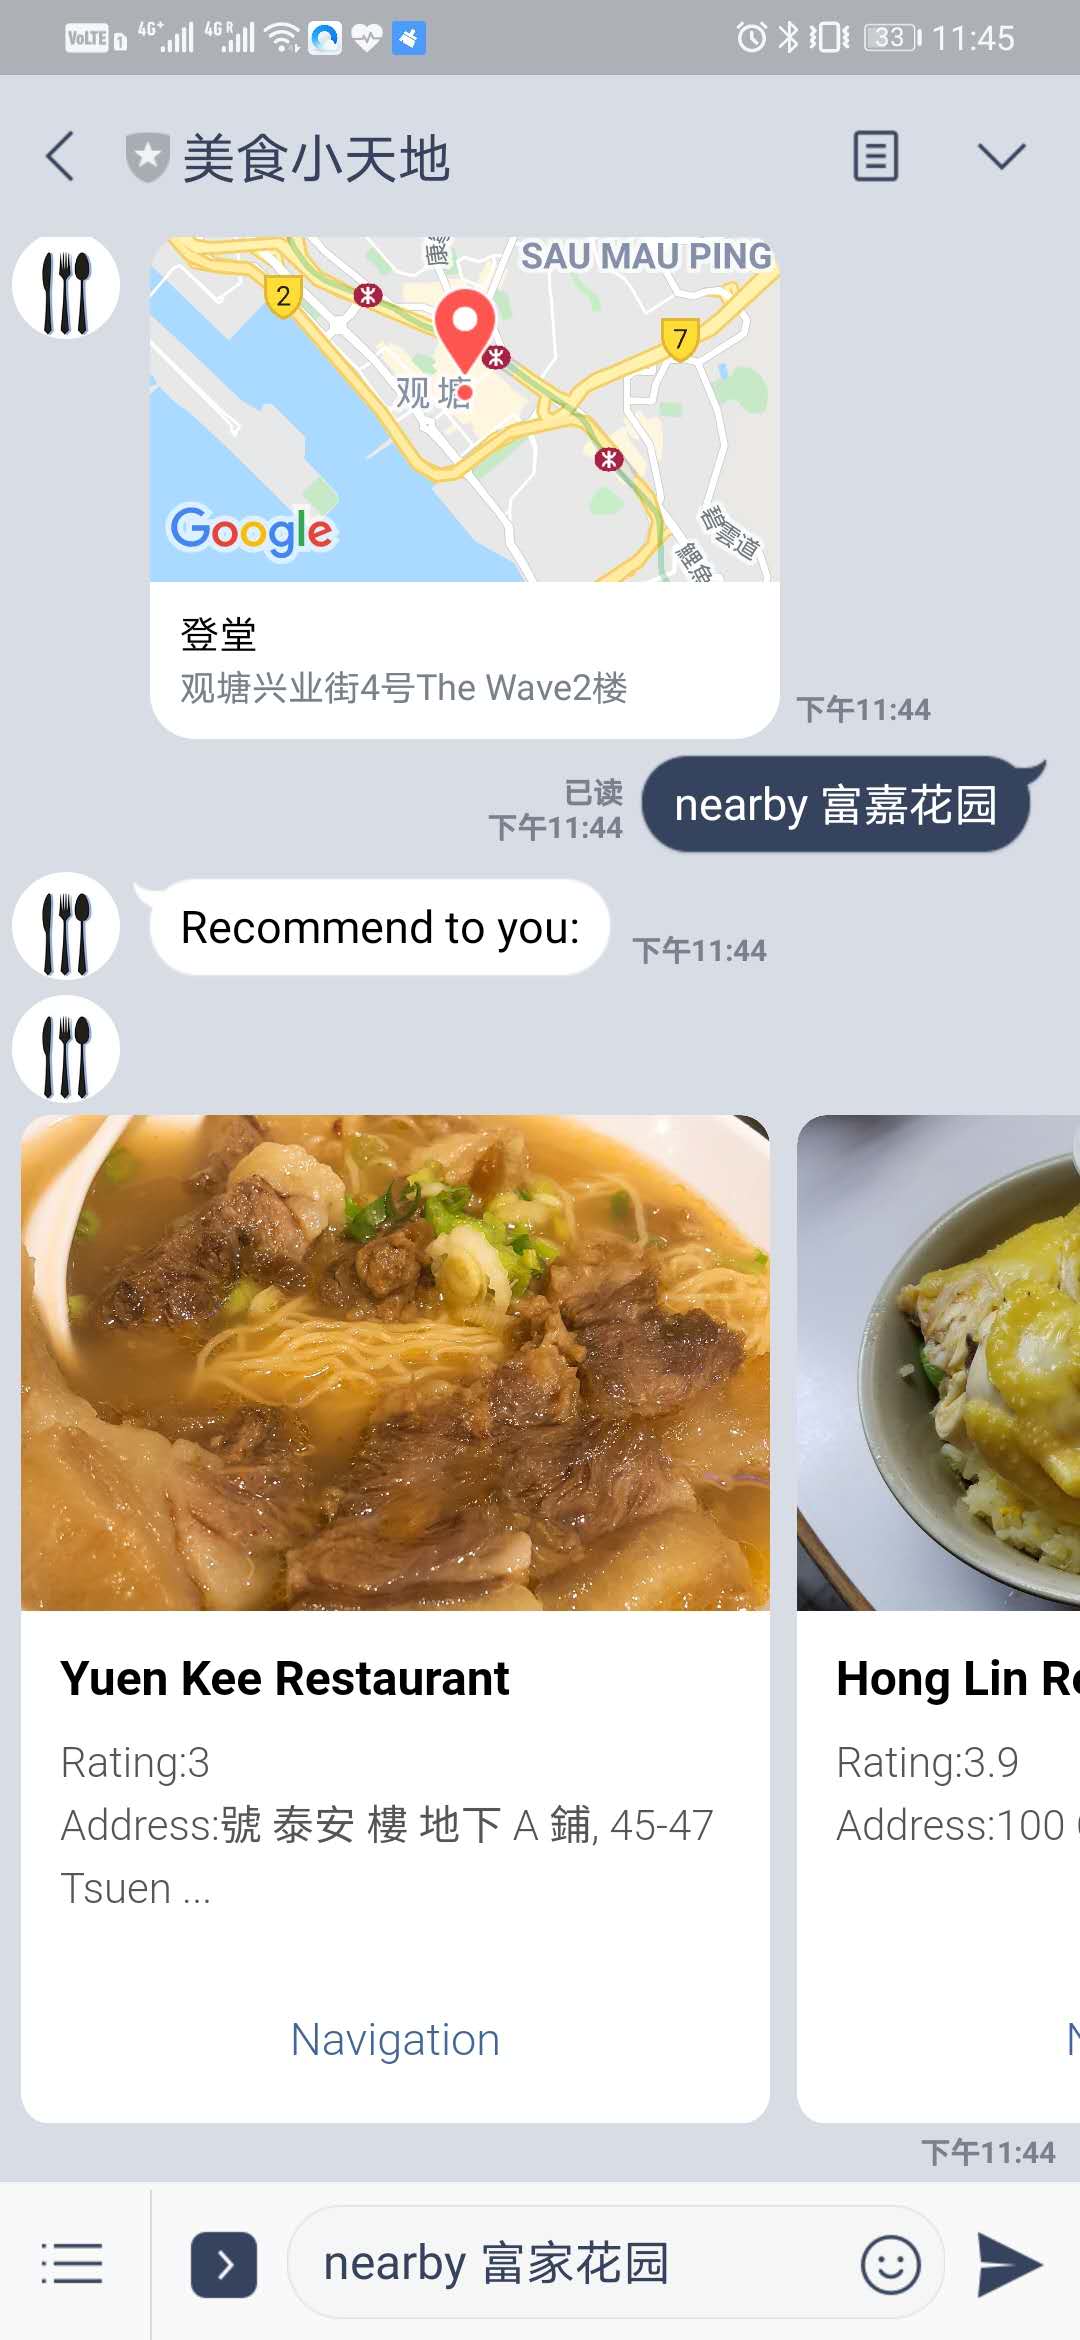 VoLTE 1 4G+ 4G R 33 11:45
美食小天地
SAU MAU PING
康
2
7
观塘
碧雲道
鯉魚
Google
登堂
观塘兴业街4号The Wave2楼
下午11:44
已读
下午11:44
nearby 富嘉花园
Recommend to you:
下午11:44
Yuen Kee Restaurant
Rating:3
Address:號 泰安 樓 地下 A 鋪, 45-47
Tsuen ...
Navigation
Hong Lin R
Rating:3.9
Address:100
N
下午11:44
nearby 富家花园